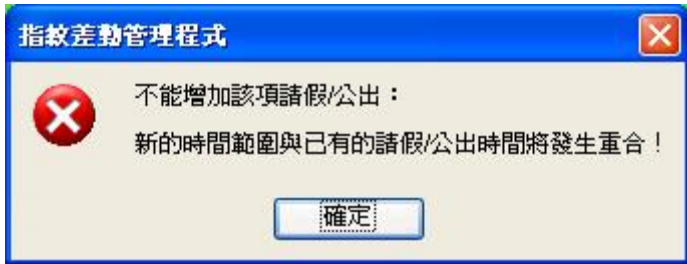 指紋差勤管理程式
不能增加該項請假/公出：
新的時間範圍與已有的請假/公出時間將發生重合！
確定